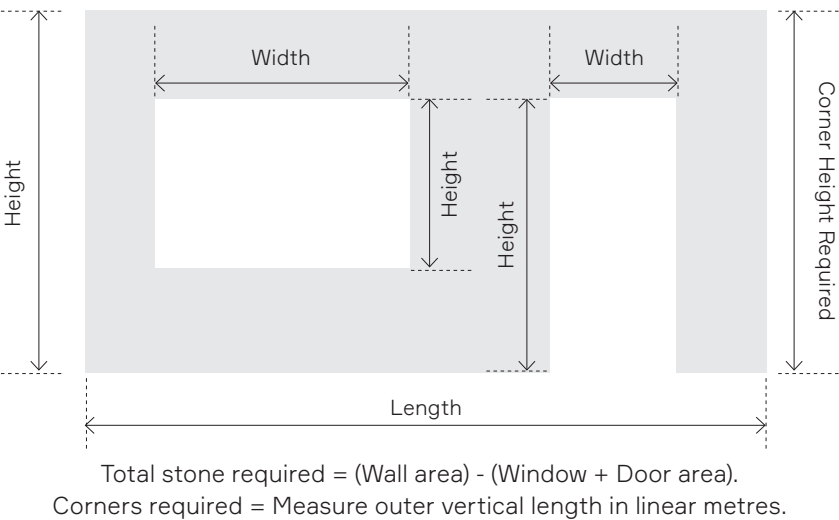 Width
Width
Height
Height
Height
Corner Height Required
Length
Total stone required = (Wall area) - (Window + Door area).
Corners required = Measure outer vertical length in linear metres.